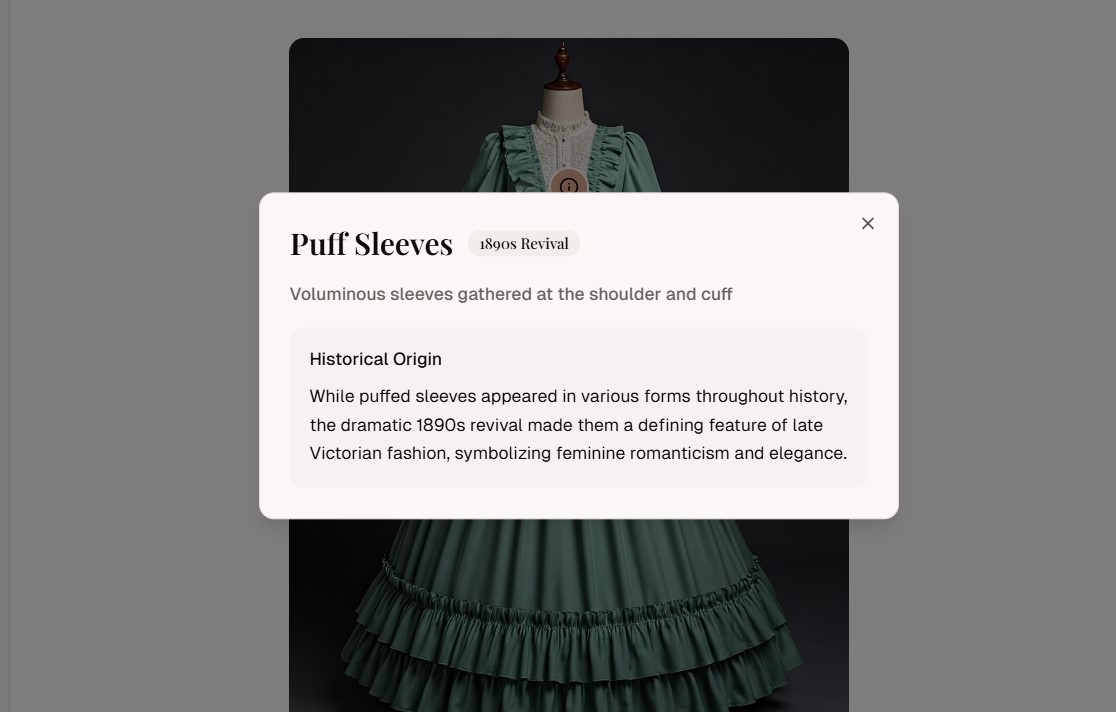 Puff Sleeves 1890s Revival
Voluminous sleeves gathered at the shoulder and cuff
Historical Origin
While puffed sleeves appeared in various forms throughout history,
the dramatic 1890s revival made them a defining feature of late
Victorian fashion, symbolizing feminine romanticism and elegance.